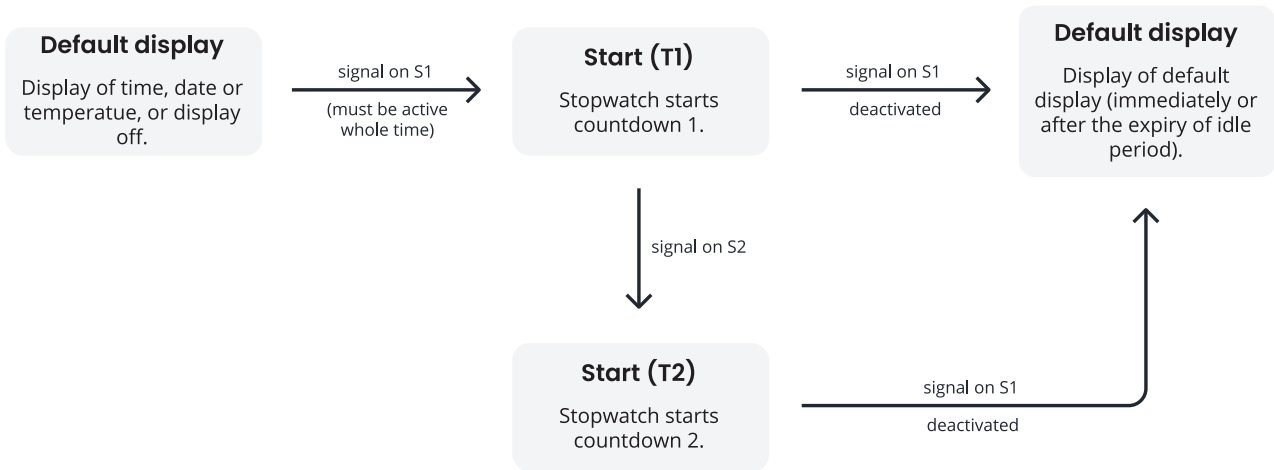 Default display
Display of time, date or
temperatue, or display
off.
signal on S1
(must be active
whole time)
Start (T1)
Stopwatch starts
countdown 1.
signal on S1
deactivated
Default display
Display of default
display (immediately or
after the expiry of idle
period).
signal on S2
Start (T2)
Stopwatch starts
countdown 2.
signal on S1
deactivated